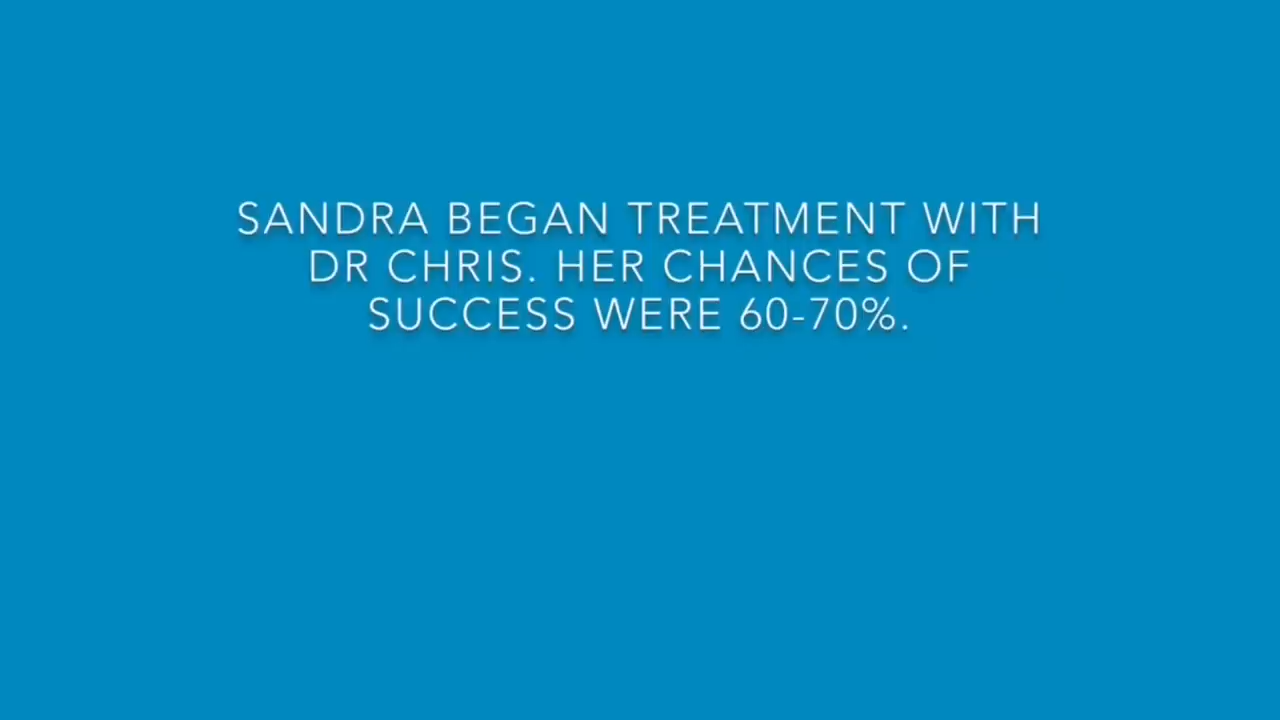 SANDRA BEGAN TREATMENT WITH
DR CHRIS. HER CHANCES OF
SUCCESS WERE 60-70%.